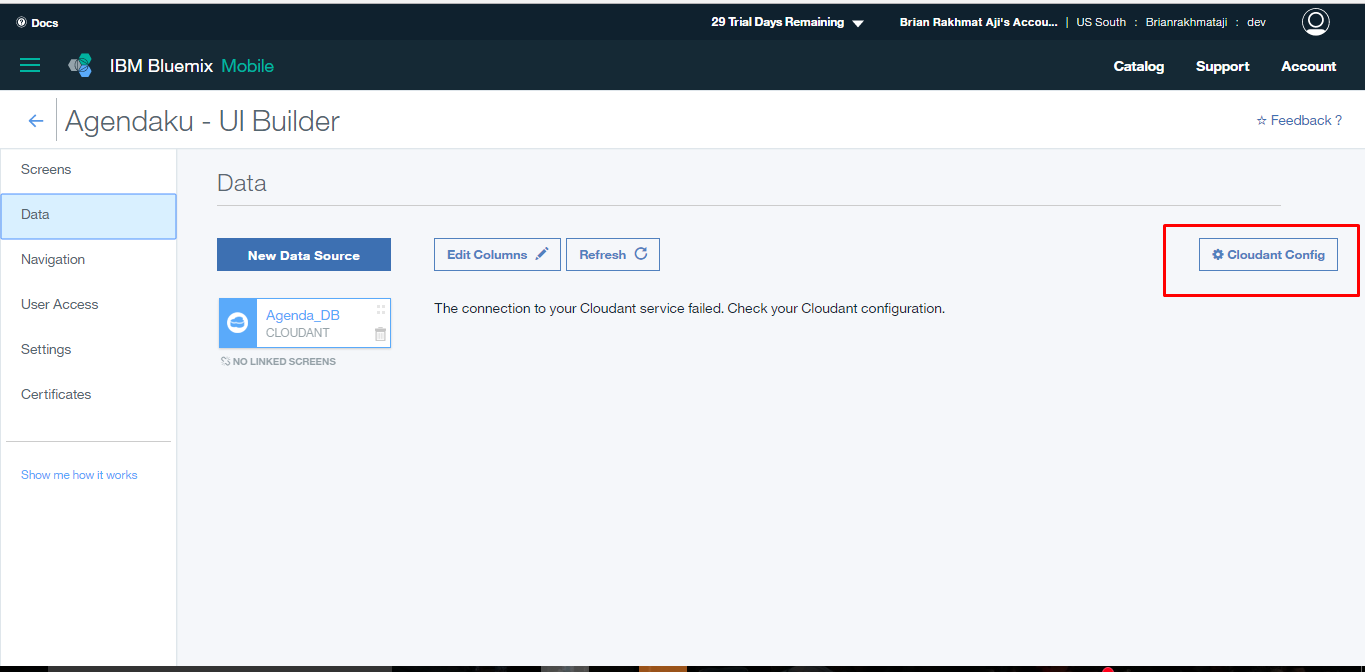 Docs
29 Trial Days Remaining
Brian Rakhmat Aji's Accou... | US South : Brianrakhmataji : dev
IBM Bluemix Mobile
Catalog Support Account
Agendaku - UI Builder
Feedback ?
Screens
Data
Navigation
User Access
Settings
Certificates
Show me how it works
Data
New Data Source
Edit Columns
Refresh
Cloudant Config
Agenda_DB
CLOUDANT
NO LINKED SCREENS
The connection to your Cloudant service failed. Check your Cloudant configuration.